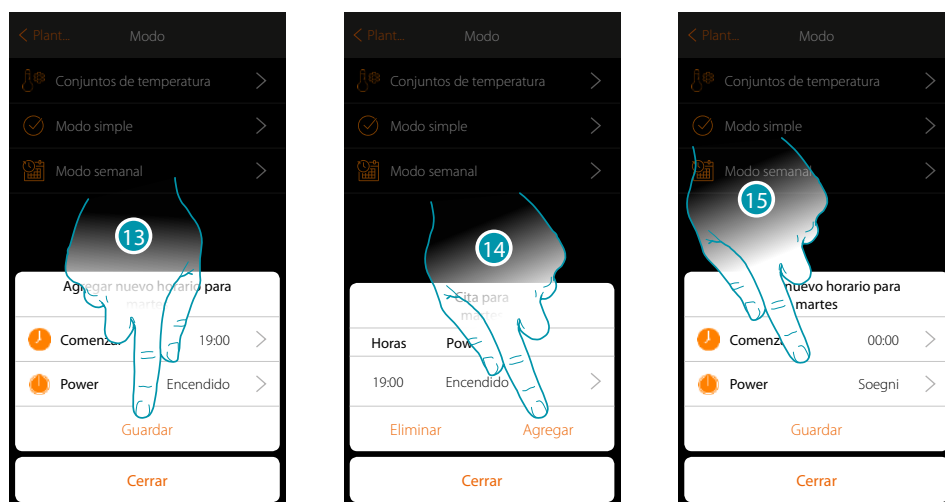 Plant... Modo
Conjuntos de temperatura
Modo simple
Modo semanal
13
Agregar nuevo horario para
martes
Comenzar 19:00
Power Encendido
Guardar
Cerrar
Plant... Modo
Conjuntos de temperatura
Modo simple
Modo semanal
14
Cita para
martes
Horas Pow
19:00 Encendido
Eliminar Agregar
Cerrar
Plant... Modo
Conjuntos de temperatura
Modo simple
Modo semanal
15
nuevo horario para
martes
Comenz 00:00
Power Soegni
Guardar
Cerrar